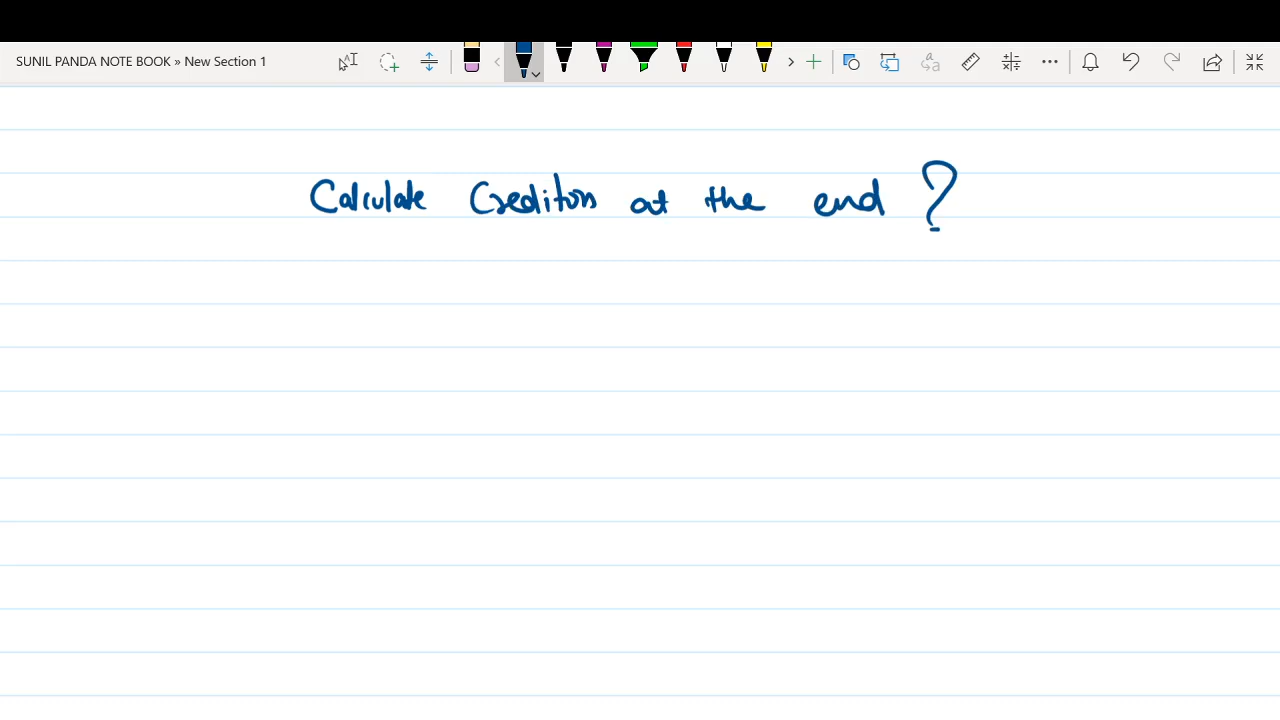 SUNIL PANDA NOTE BOOK » New Section 1
Calculate Creditors at the end ?